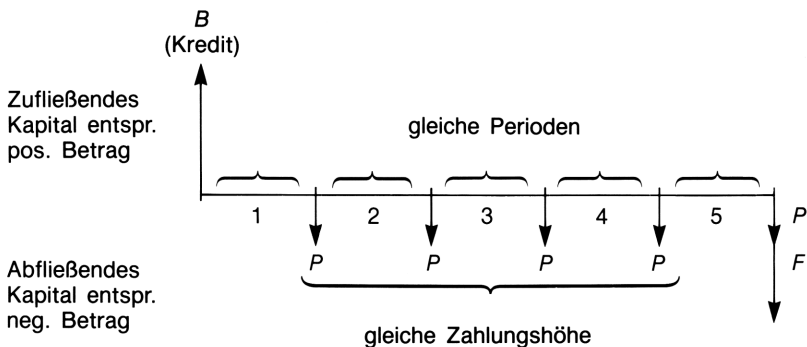 B
(Kredit)
Zufließendes
Kapital entspr.
pos. Betrag
gleiche Perioden
1 2 3 4 5 P
P P P P F
Abfließendes
Kapital entspr.
neg. Betrag
gleiche Zahlungshöhe